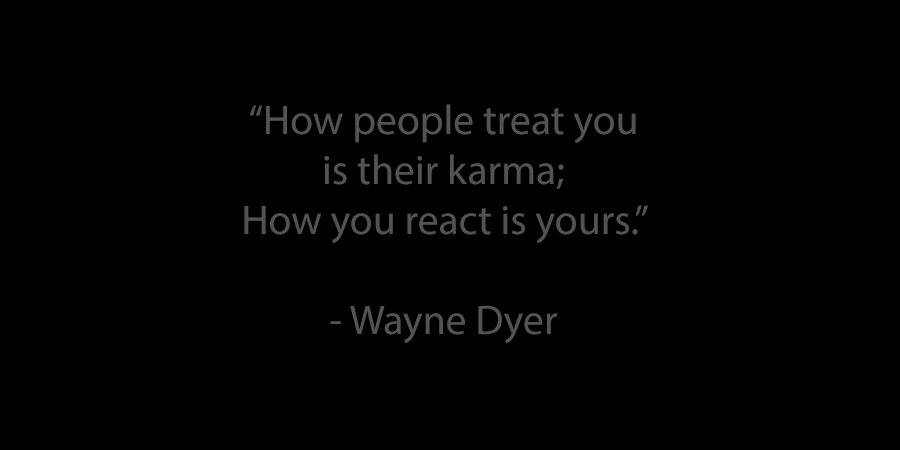 “How people treat you
is their karma;
How you react is yours.”
- Wayne Dyer